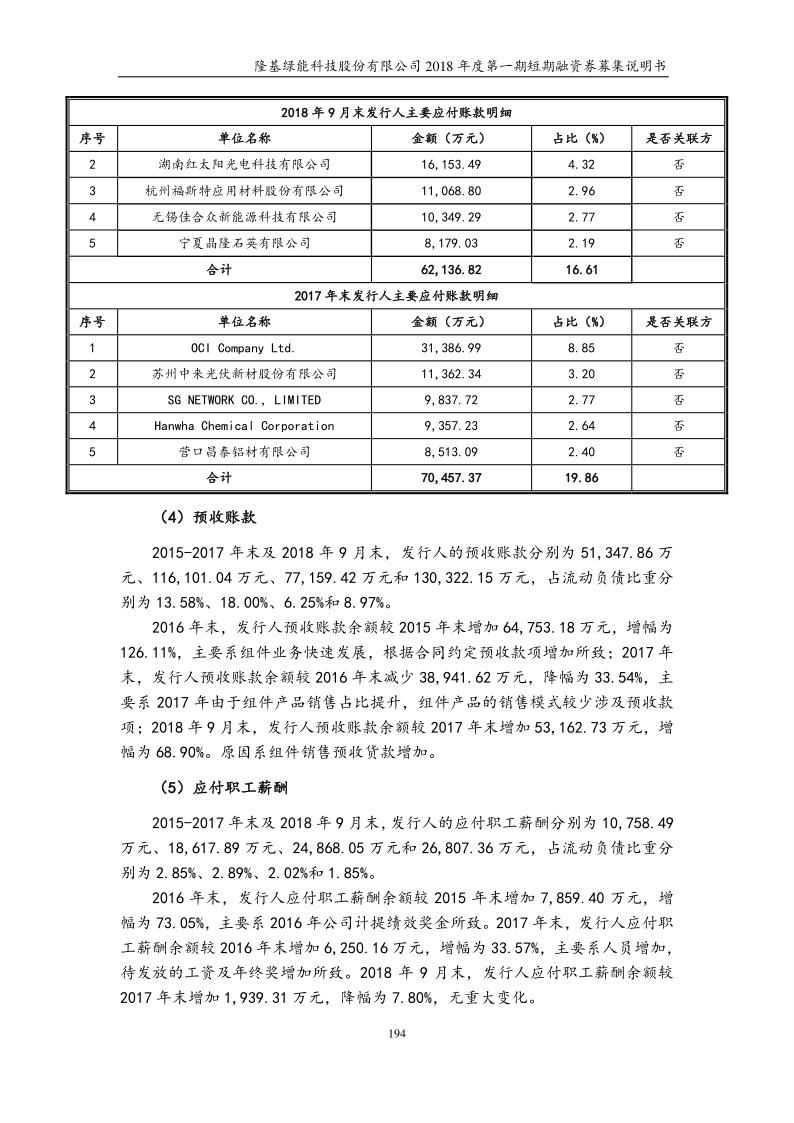 隆基绿能科技股份有限公司 2018 年度第一期短期融资券募集说明书
2018 年 9 月末发行人主要应付账款明细
序号 单位名称 金额（万元） 占比（%） 是否关联方
2 湖南红太阳光电科技有限公司 16,153.49 4.32 否
3 杭州福斯特应用材料股份有限公司 11,068.80 2.96 否
4 无锡佳合众新能源科技有限公司 10,349.29 2.77 否
5 宁夏晶隆石英有限公司 8,179.03 2.19 否
合计 62,136.82 16.61
2017 年末发行人主要应付账款明细
序号 单位名称 金额（万元） 占比（%） 是否关联方
1 OCI Company Ltd. 31,386.99 8.85 否
2 苏州中来光伏新材股份有限公司 11,362.34 3.20 否
3 SG NETWORK CO., LIMITED 9,837.72 2.77 否
4 Hanwha Chemical Corporation 9,357.23 2.64 否
5 营口昌泰铝材有限公司 8,513.09 2.40 否
合计 70,457.37 19.86
（4）预收账款
2015-2017 年末及 2018 年 9 月末，发行人的预收账款分别为 51,347.86 万
元、116,101.04 万元、77,159.42 万元和 130,322.15 万元，占流动负债比重分
别为 13.58%、18.00%、6.25%和 8.97%。
2016 年末，发行人预收账款余额较 2015 年末增加 64,753.18 万元，增幅为
126.11%，主要系组件业务快速发展，根据合同约定预收款项增加所致；2017 年
末，发行人预收账款余额较 2016 年末减少 38,941.62 万元，降幅为 33.54%，主
要系 2017 年由于组件产品销售占比提升，组件产品的销售模式较少涉及预收款
项；2018 年 9 月末，发行人预收账款余额较 2017 年末增加 53,162.73 万元，增
幅为 68.90%。原因系组件销售预收货款增加。
（5）应付职工薪酬
2015-2017 年末及 2018 年 9 月末，发行人的应付职工薪酬分别为 10,758.49
万元、18,617.89 万元、24,868.05 万元和 26,807.36 万元，占流动负债比重分
别为 2.85%、2.89%、2.02%和 1.85%。
2016 年末，发行人应付职工薪酬余额较 2015 年末增加 7,859.40 万元，增
幅为 73.05%，主要系 2016 年公司计提绩效奖金所致。2017 年末，发行人应付职
工薪酬余额较 2016 年末增加 6,250.16 万元，增幅为 33.57%，主要系人员增加，
待发放的工资及年终奖增加所致。2018 年 9 月末，发行人应付职工薪酬余额较
2017 年末增加 1,939.31 万元，降幅为 7.80%，无重大变化。
194